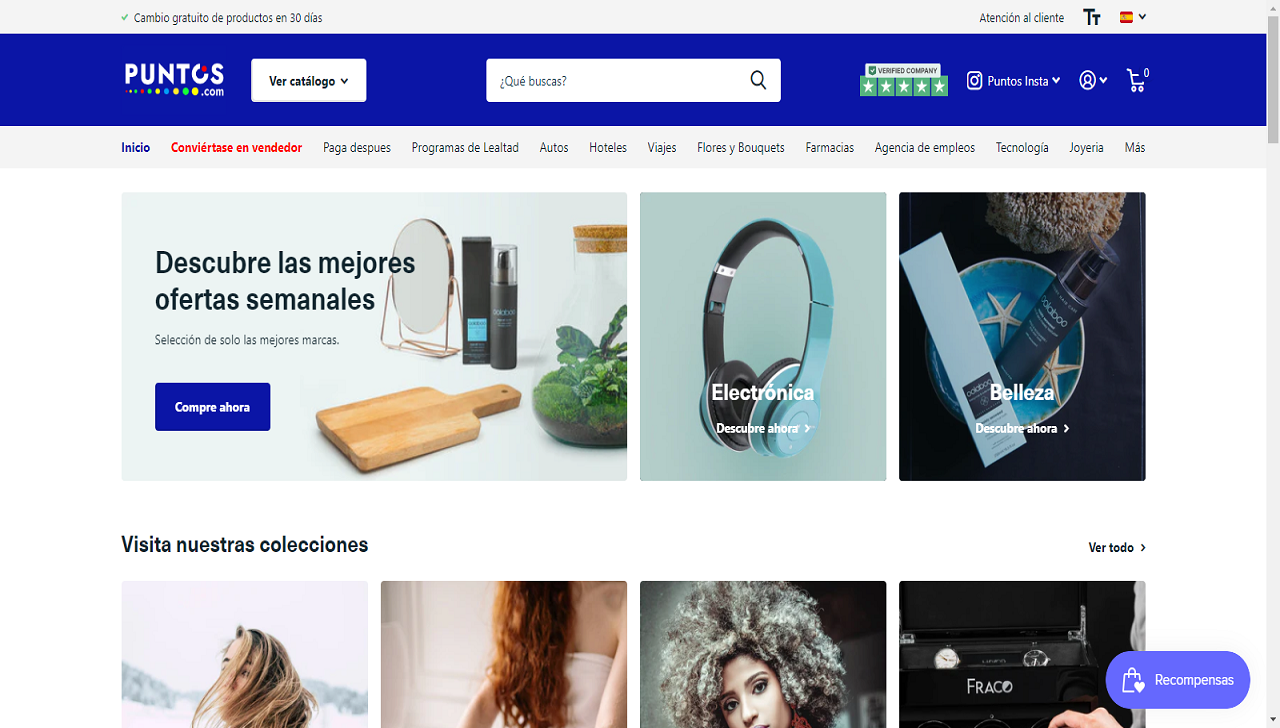 Cambio gratuito de productos en 30 días
Atención al cliente
PUNTOS
.com
Ver catálogo
¿Qué buscas?
VERIFIED COMPANY
Puntos Insta
0
Inicio
Conviértase en vendedor
Paga despues
Programas de Lealtad
Autos
Hoteles
Viajes
Flores y Bouquets
Farmacias
Agencia de empleos
Tecnología
Joyeria
Más
Descubre las mejores
ofertas semanales
Selección de solo las mejores marcas.
Compre ahora
Electrónica
Descubre ahora
Belleza
Descubre ahora
Visita nuestras colecciones
Ver todo
FRACO
Recompensas